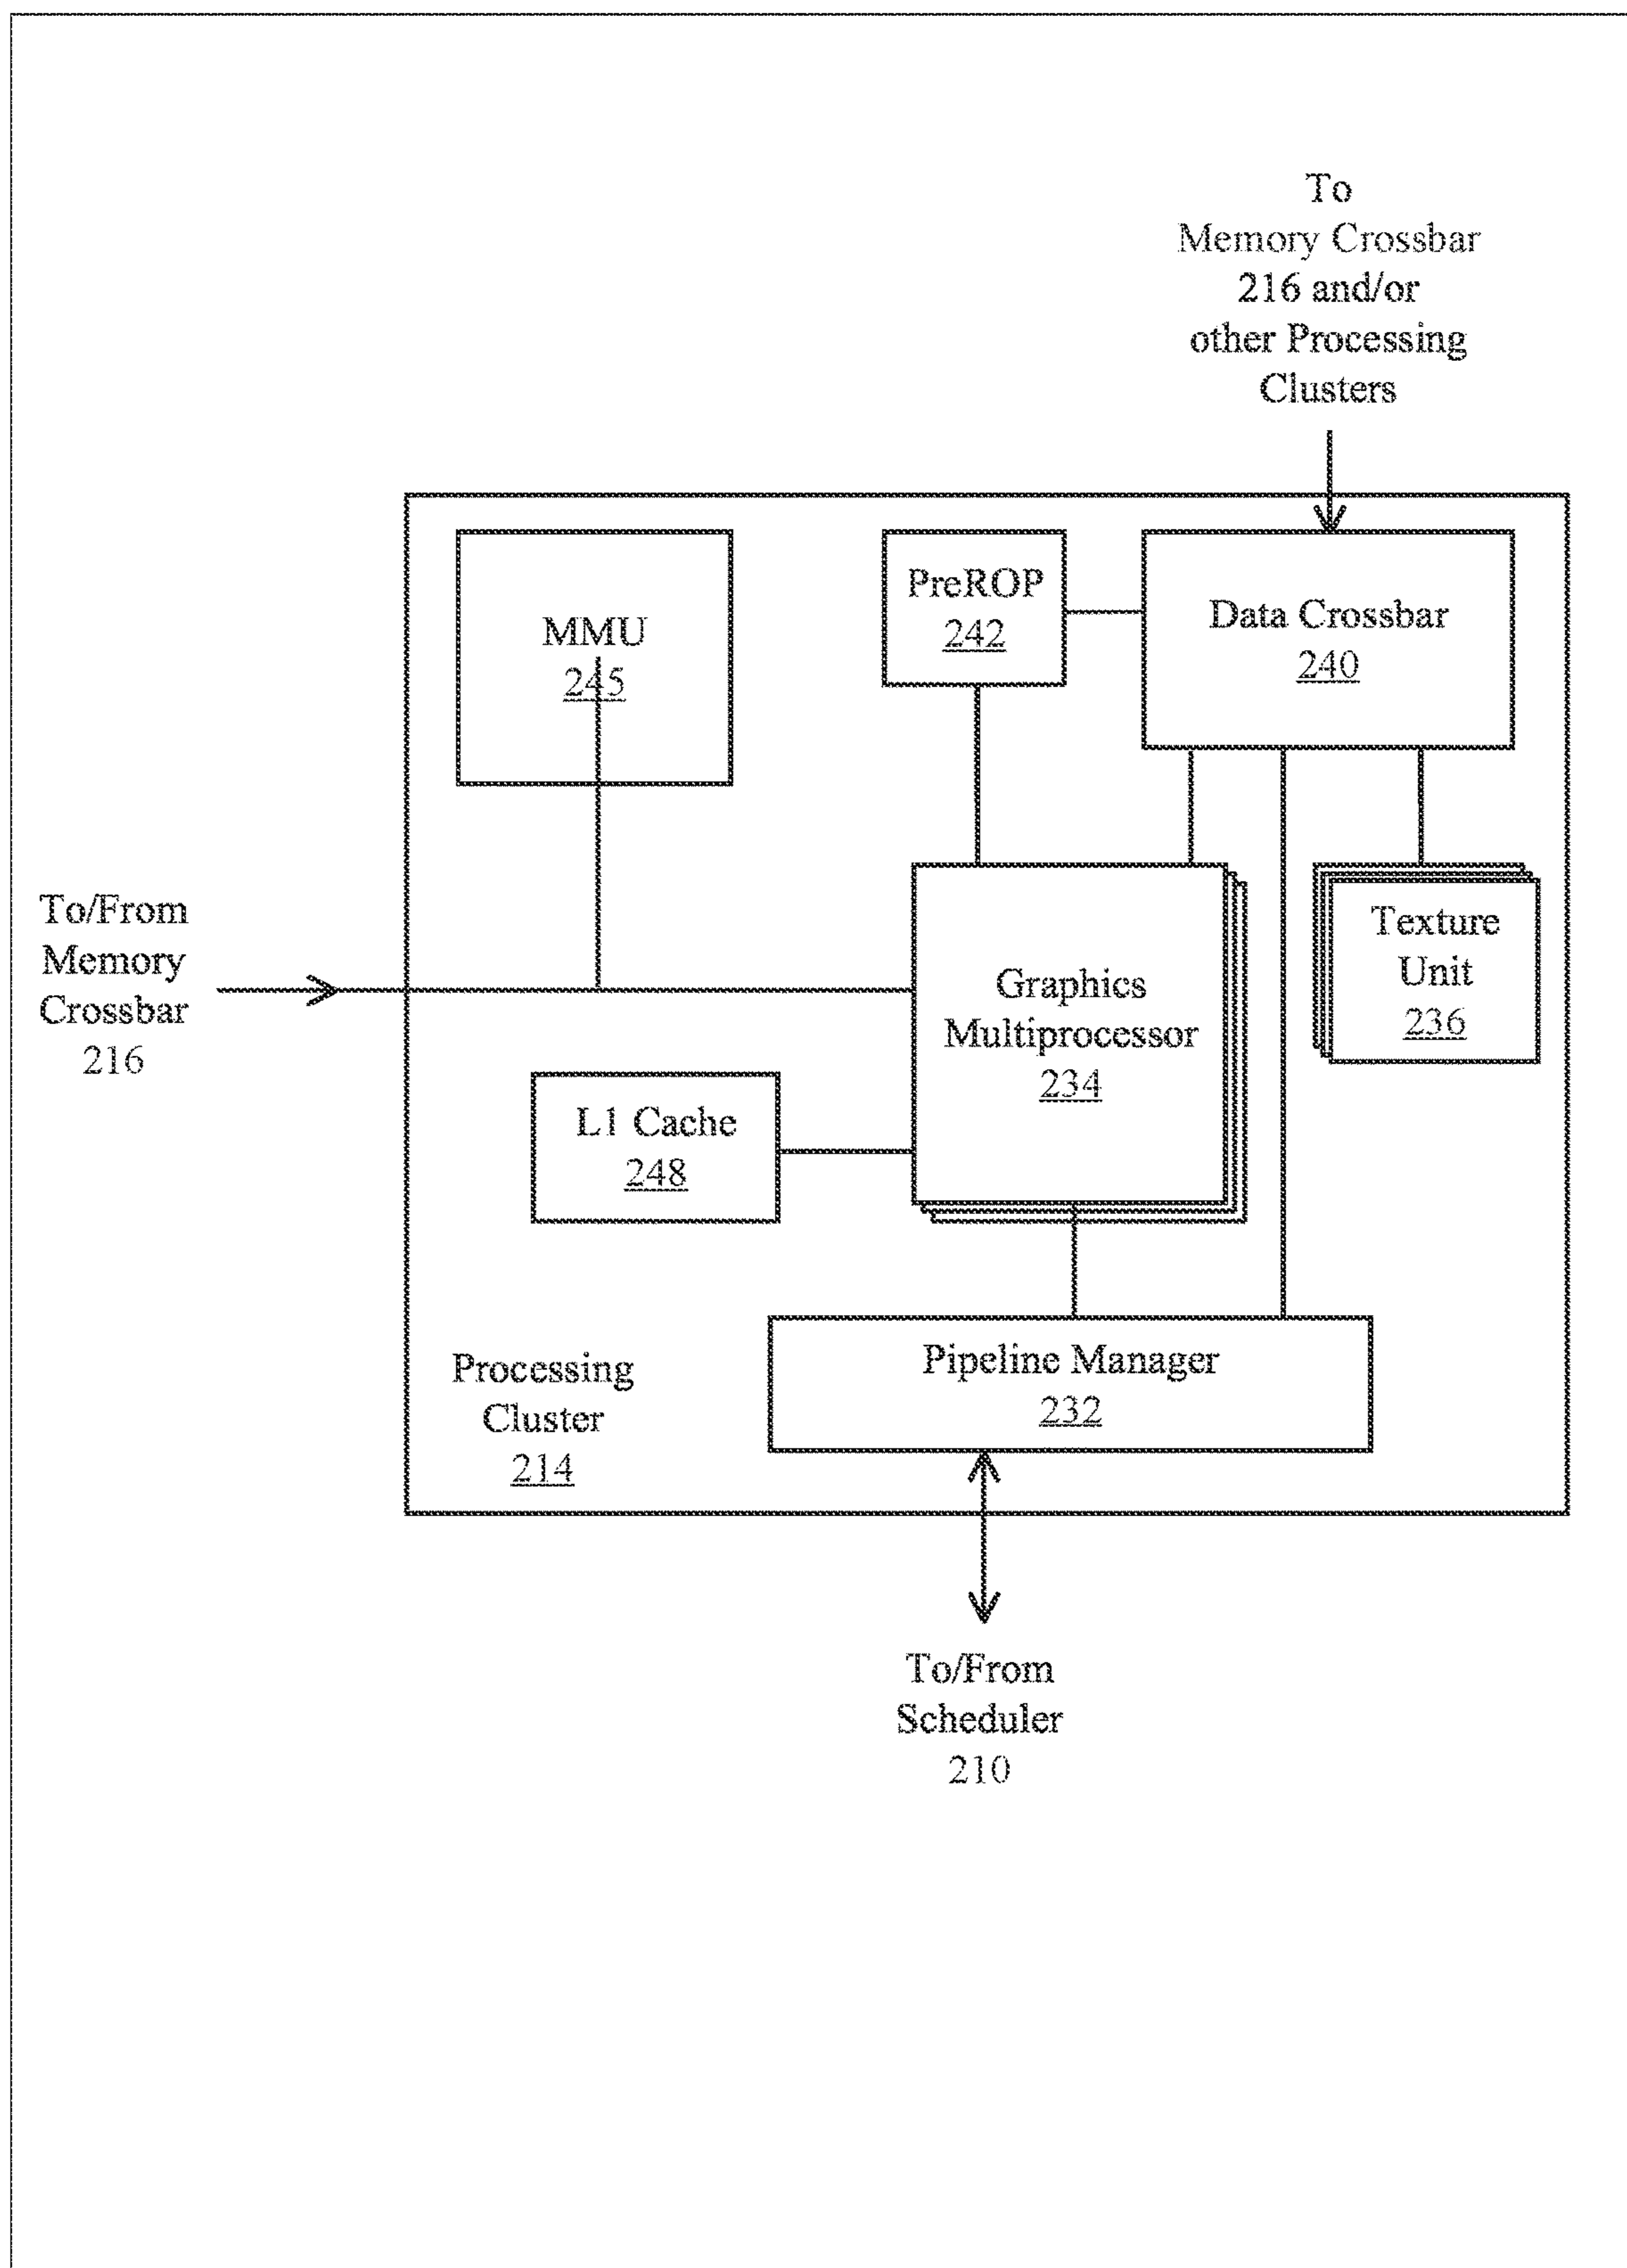 To
Memory Crossbar
216 and/or
other Processing
Clusters
MMU
245
PreROP
242
Data Crossbar
240
To/From
Memory
Crossbar
216
Graphics
Multiprocessor
234
Texture
Unit
236
L1 Cache
248
Pipeline Manager
232
Processing
Cluster
214
To/From
Scheduler
210